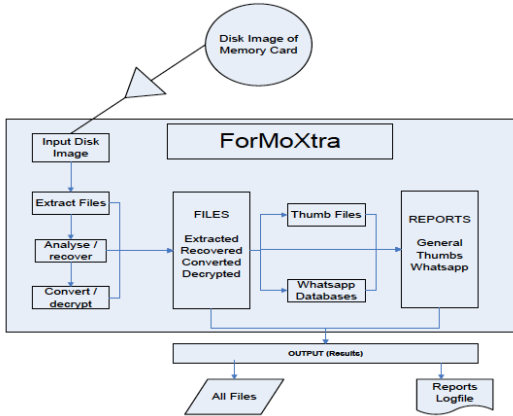 Disk Image of
Memory Card
ForMoXtra
Input Disk
Image
Extract Files
Analyse /
recover
Convert /
decrypt
FILES
Extracted
Recovered
Converted
Decrypted
Thumb Files
Whatsapp
Databases
REPORTS
General
Thumbs
Whatsapp
OUTPUT (Results)
All Files
Reports
Logfile